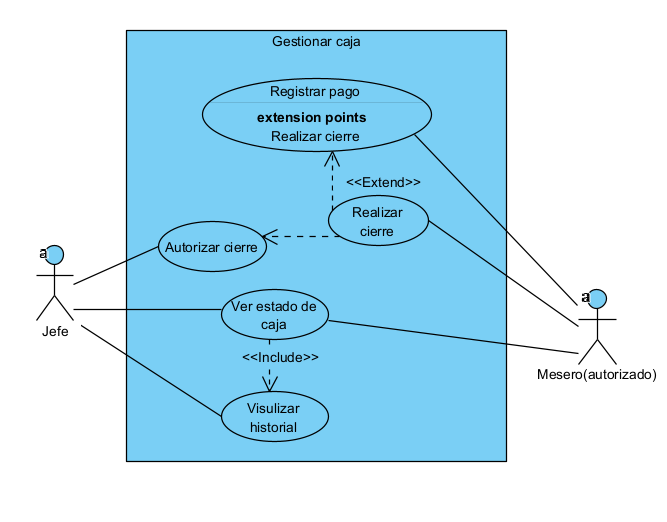 Gestionar caja
Registrar pago
extension points
Realizar cierre
<<Extend>>
Realizar
cierre
Autorizar cierre
a
Jefe
Ver estado de
caja
a
Mesero(autorizado)
<<Include>>
Visulizar
historial